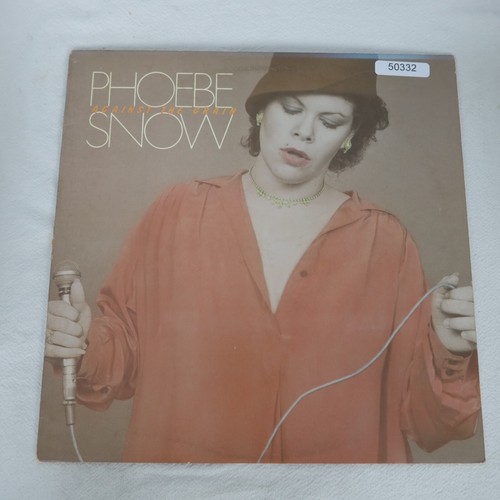 50332
PHOEBE
against the grain
SNOW